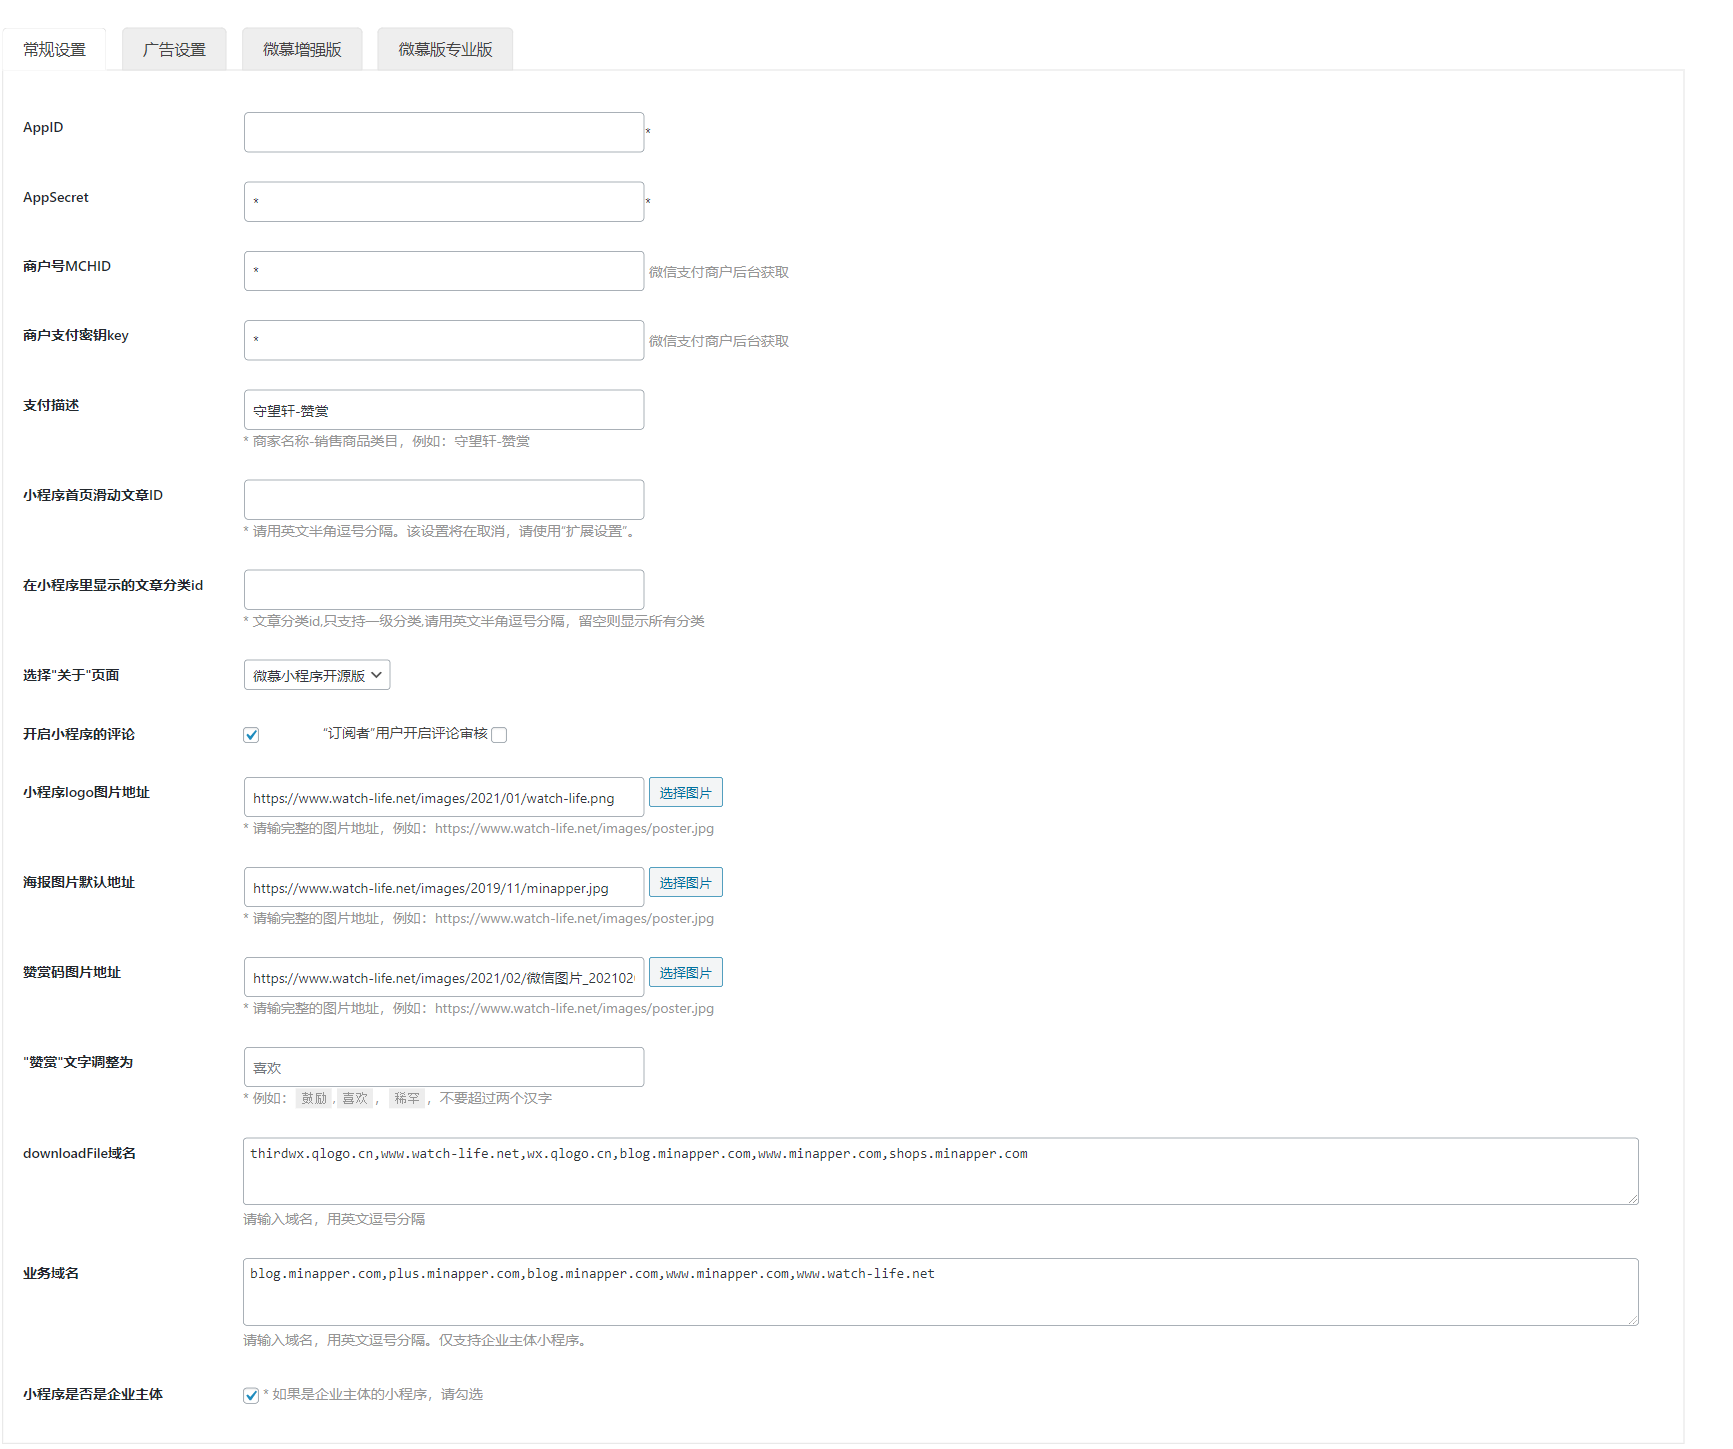 常规设置 广告设置 微慕增强版 微慕版专业版
AppID *
AppSecret * *
商户号MCHID * 微信支付商户后台获取
商户支付密钥key * 微信支付商户后台获取
支付描述 守望轩-赞赏
* 商家名称-销售商品类目，例如：守望轩-赞赏
小程序首页滑动文章ID
* 请用英文半角逗号分隔。该设置将在取消，请使用“扩展设置”。
在小程序里显示的文章分类id
* 文章分类id,只支持一级分类,请用英文半角逗号分隔，留空则显示所有分类
选择"关于"页面 微慕小程序开源版
开启小程序的评论 “订阅者”用户开启评论审核
小程序logo图片地址 https://www.watch-life.net/images/2021/01/watch-life.png 选择图片
* 请输完整的图片地址，例如：https://www.watch-life.net/images/poster.jpg
海报图片默认地址 https://www.watch-life.net/images/2019/11/minapper.jpg 选择图片
* 请输完整的图片地址，例如：https://www.watch-life.net/images/poster.jpg
赞赏码图片地址 https://www.watch-life.net/images/2021/02/微信图片_202102 选择图片
* 请输完整的图片地址，例如：https://www.watch-life.net/images/poster.jpg
"赞赏"文字调整为 喜欢
* 例如： 鼓励,喜欢， 稀罕，不要超过两个汉字
downloadFile域名 thirdwx.qlogo.cn,www.watch-life.net,wx.qlogo.cn,blog.minapper.com,www.minapper.com,shops.minapper.com
请输入域名，用英文逗号分隔
业务域名 blog.minapper.com,plus.minapper.com,blog.minapper.com,www.minapper.com,www.watch-life.net
请输入域名，用英文逗号分隔。仅支持企业主体小程序。
小程序是否是企业主体 * 如果是企业主体的小程序，请勾选